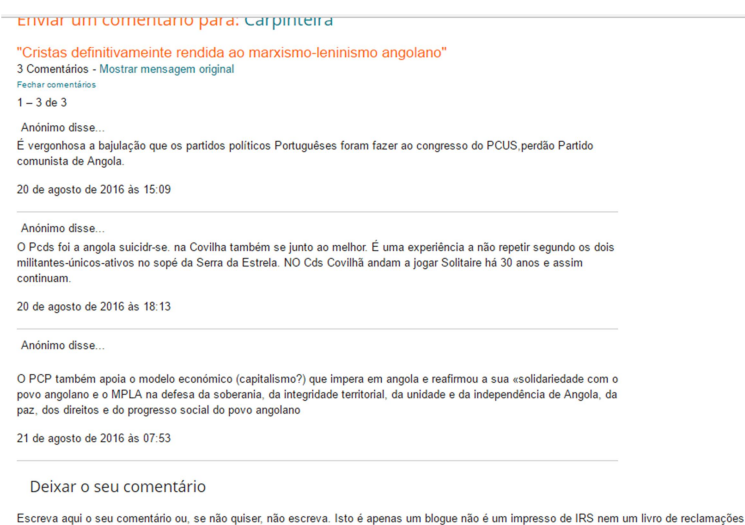 Enviar um comentário para: Carpinteira
"Cristas definitivameinte rendida ao marxismo-leninismo angolano"
3 Comentários - Mostrar mensagem original
Fechar comentários
1 – 3 de 3
Anónimo disse...
É vergonhosa a bajulação que os partidos políticos Portuguêses foram fazer ao congresso do PCUS,perdão Partido
comunista de Angola.
20 de agosto de 2016 às 15:09
Anónimo disse...
O Pcds foi a angola suicidr-se. na Covilha também se junto ao melhor. É uma experiência a não repetir segundo os dois
militantes-únicos-ativos no sopé da Serra da Estrela. NO Cds Covilhã andam a jogar Solitaire há 30 anos e assim
continuam.
20 de agosto de 2016 às 18:13
Anónimo disse...
O PCP também apoia o modelo económico (capitalismo?) que impera em angola e reafirmou a sua «solidariedade com o
povo angolano e o MPLA na defesa da soberania, da integridade territorial, da unidade e da independência de Angola, da
paz, dos direitos e do progresso social do povo angolano
21 de agosto de 2016 às 07:53
Deixar o seu comentário
Escreva aqui o seu comentário ou, se não quiser, não escreva. Isto é apenas um blogue não é um impresso de IRS nem um livro de reclamações